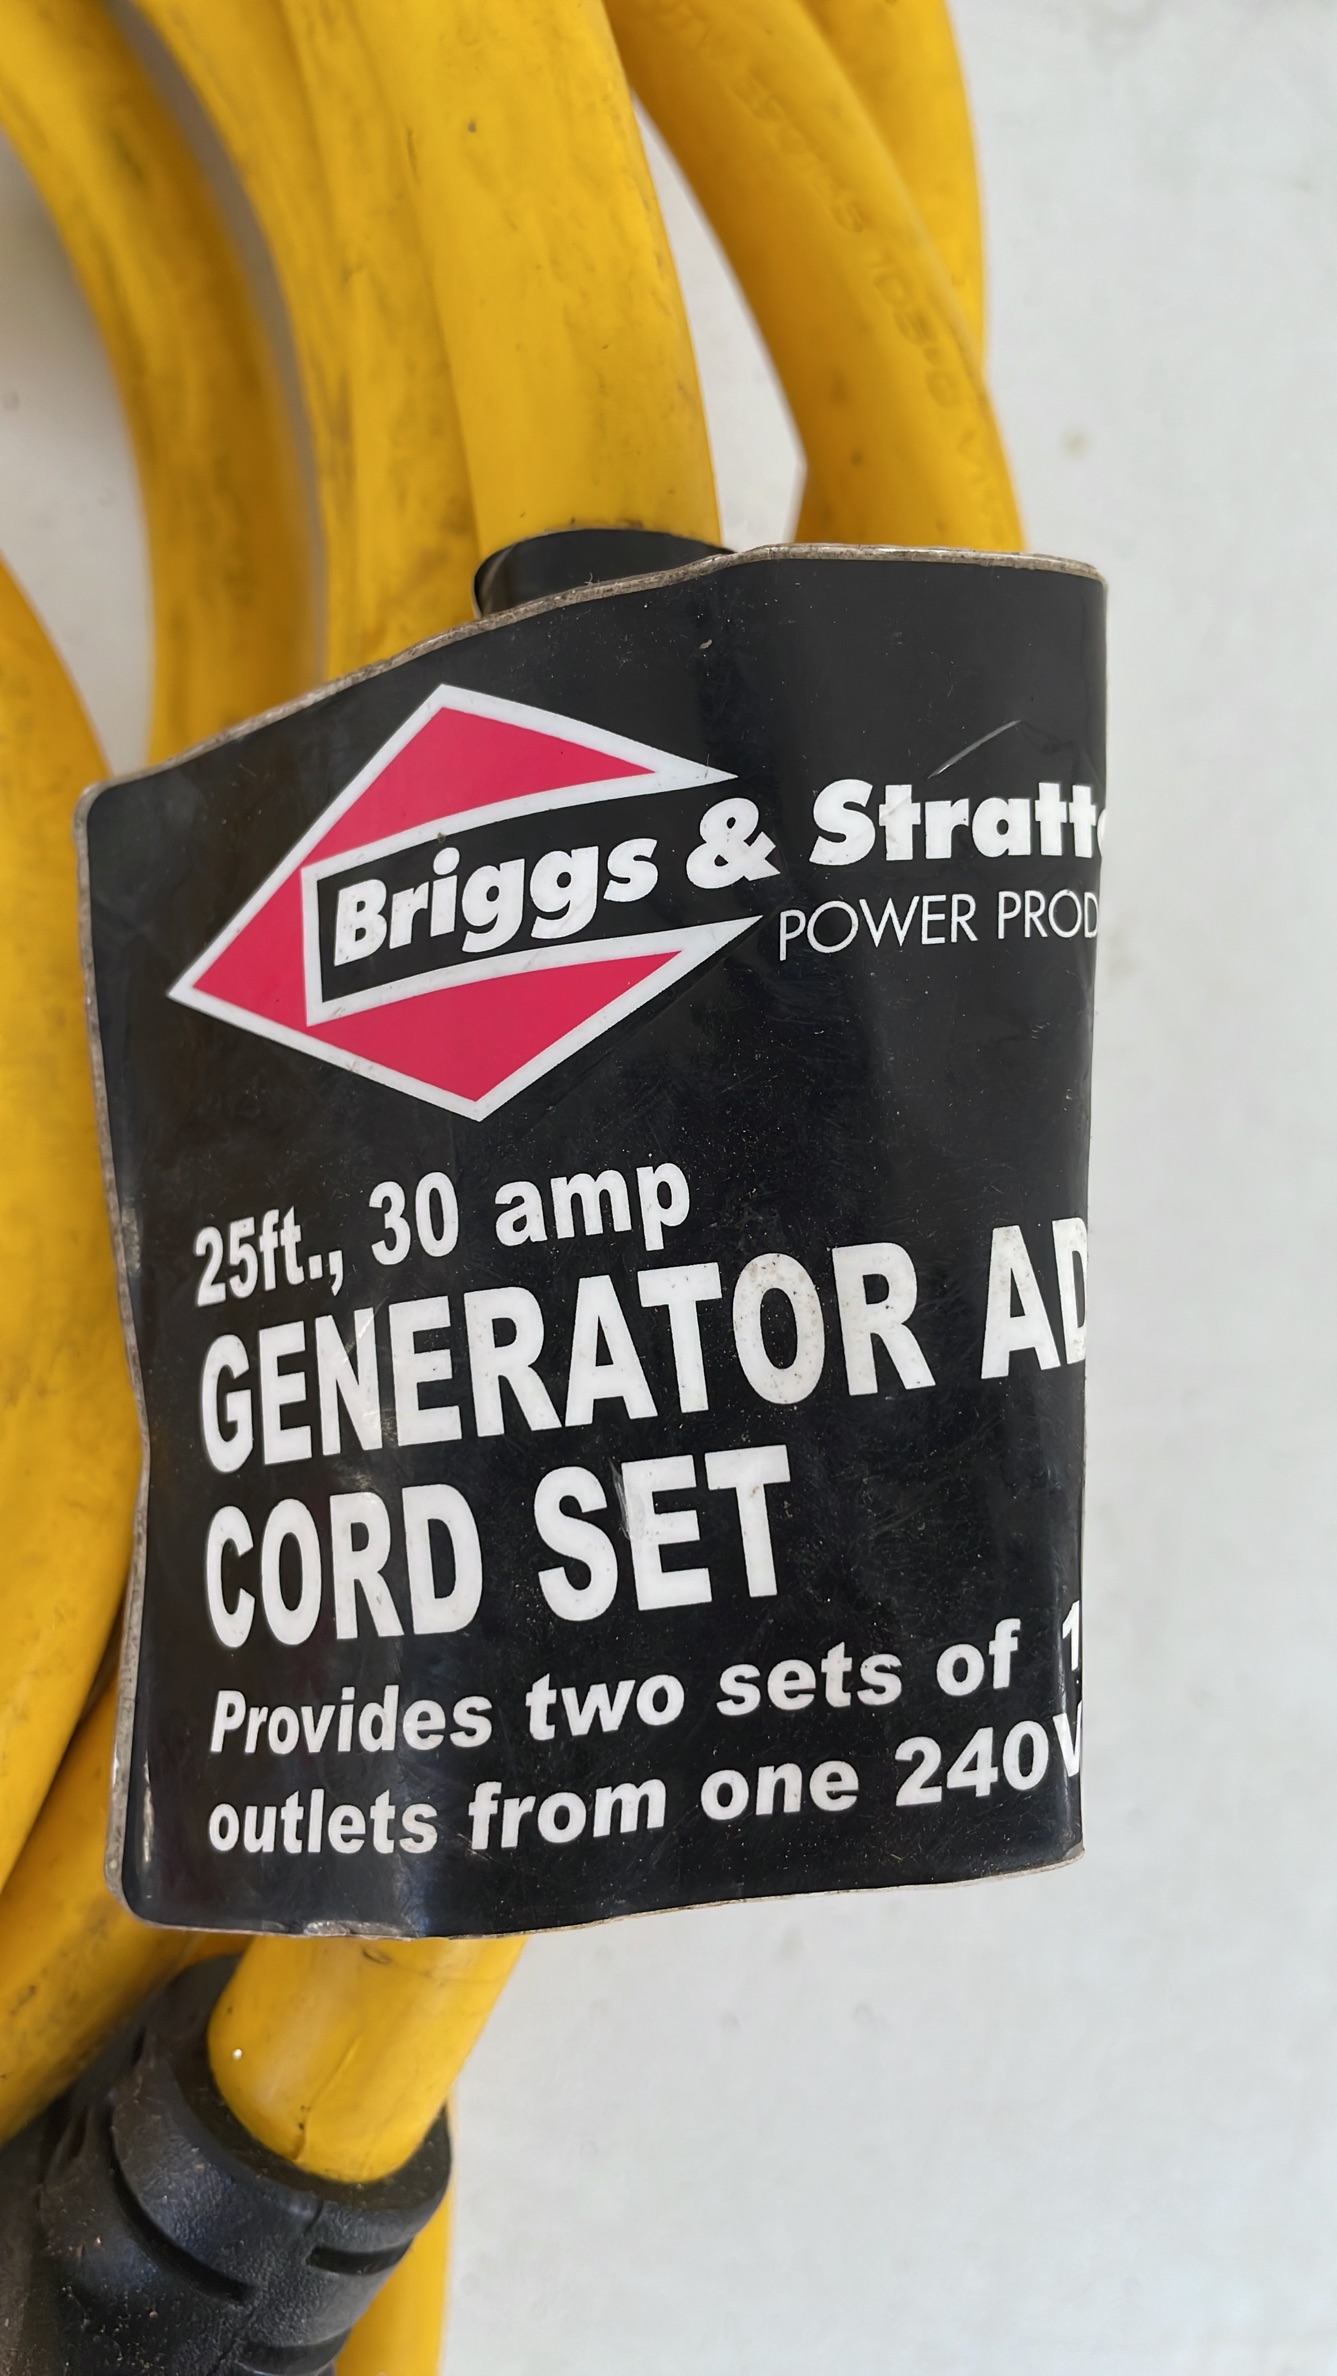 Briggs & Stratt
POWER PROD
25ft., 30 amp
GENERATOR AD
CORD SET
Provides two sets of 1
outlets from one 240V